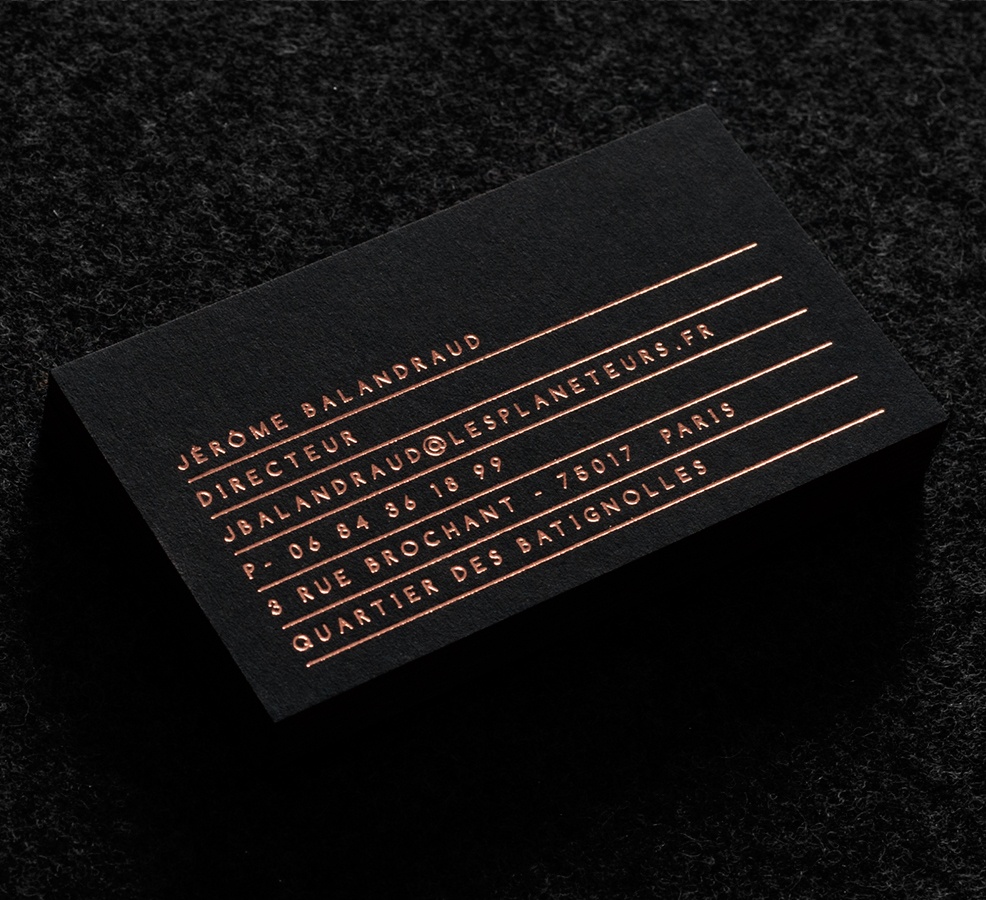 JÉRÔME BALANDRAUD
DIRECTEUR
JBALANDRAUD@LESPLANETEURS.FR
P- 06 84 36 18 99
3 RUE BROCHANT - 75017 PARIS
QUARTIER DES BATIGNOLLES